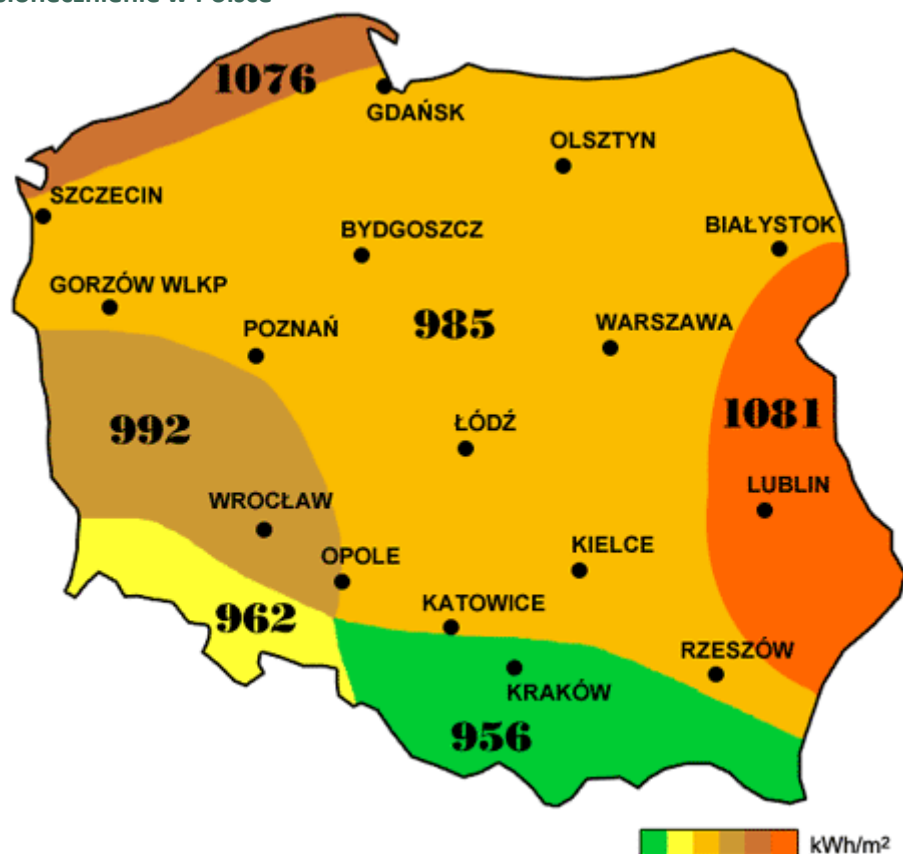 w Polsce
1076
GDAŃSK
OLSZTYN
SZCZECIN
BYDGOSZCZ
BIAŁYSTOK
GORZÓW WLKP
POZNAŃ
985
WARSZAWA
992
ŁÓDŹ
1081
WROCŁAW
LUBLIN
OPOLE
KIELCE
KATOWICE
962
RZESZÓW
KRAKÓW
956
kWh/m²